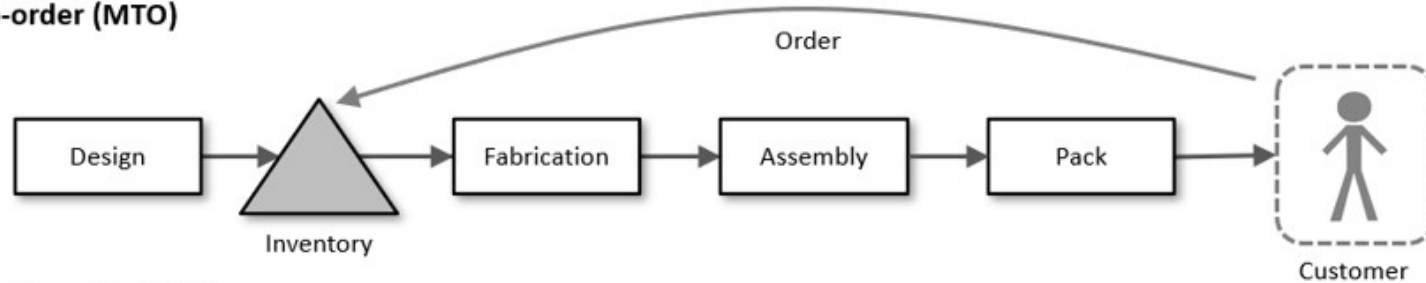 -order (MTO)
Order
Design
Fabrication
Assembly
Pack
Inventory
Customer